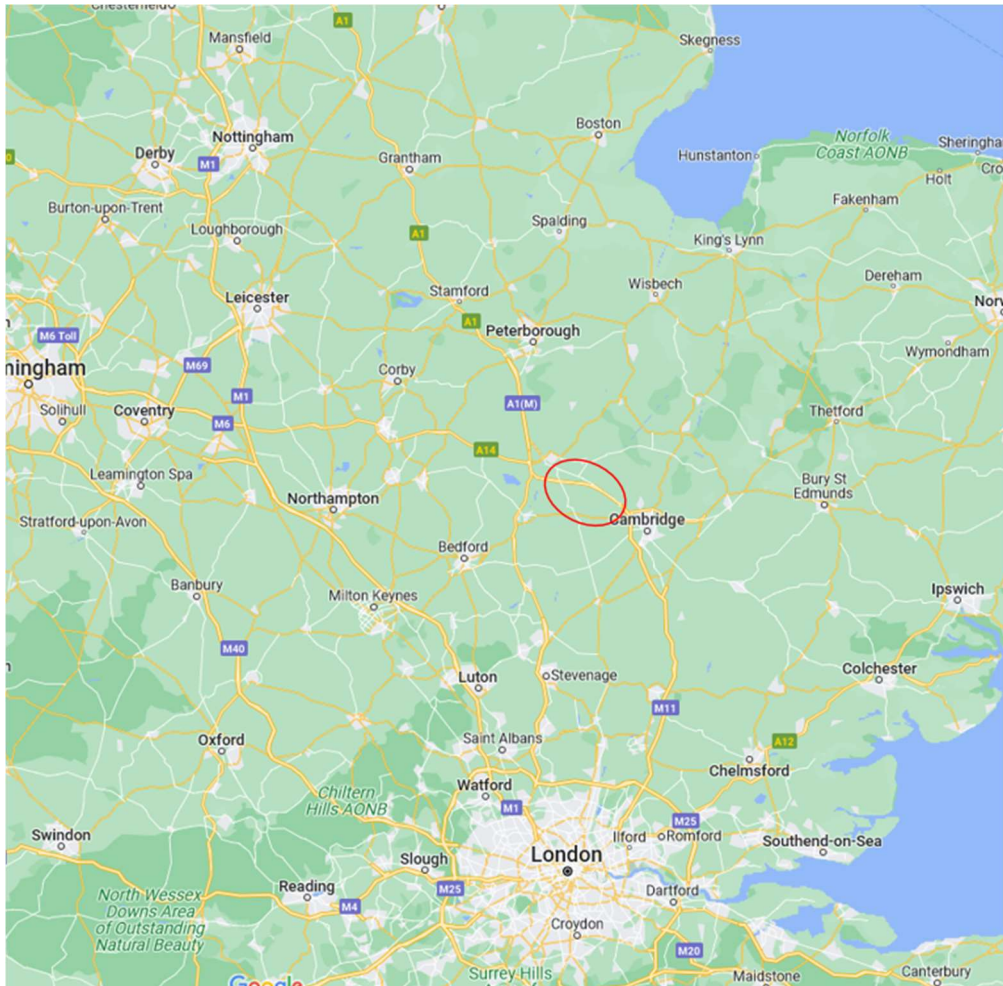 Chesterfield
A1
Mansfield
Skegness
Boston
Nottingham
Norfolk
Coast AONB
Sheringha
Hunstanton
Derby
M1
Grantham
Cro
Holt
Burton-upon-Trent
Fakenham
Loughborough
A1
Spalding
King's Lynn
Dereham
Wisbech
Leicester
Stamford
Norw
A1
Peterborough
M6 Toll
Wymondham
mingham
M69
Corby
M1
A1(M)
Solihull
Coventry
M6
Thetford
A14
Leamington Spa
Bury St
Edmunds
Northampton
Stratford-upon-Avon
Cambridge
Bedford
Banbury
Milton Keynes
Ipswich
M40
Colchester
Luton
Stevenage
M11
Oxford
Saint Albans
A12
Chelmsford
Watford
Chiltern
Hills AONB
M1
M25
Swindon
Ilford
Romford
Southend-on-Sea
Slough
London
Reading
M25
Dartford
North Wessex
Downs Area
of Outstanding
Natural Beauty
M4
Croydon
M20
Surrey Hills
Maidstone
Canterbury
Google